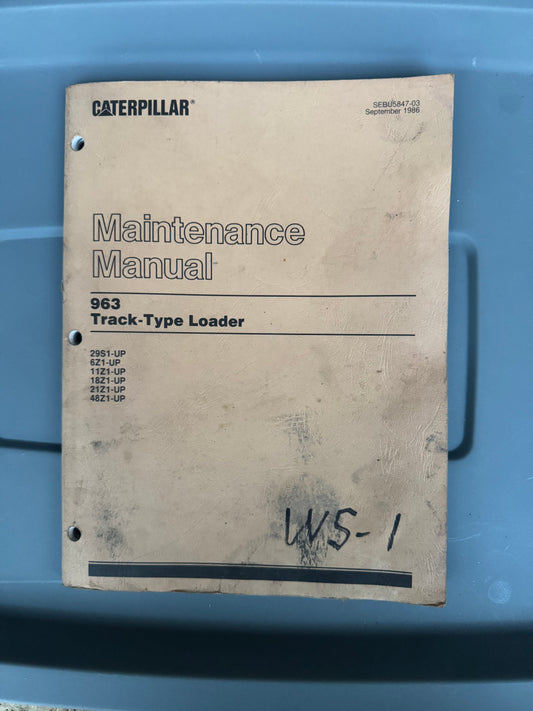 CATERPILLAR®
SEBU5847-03
September 1986
Maintenance
Manual
963
Track-Type Loader
29S1-UP
6Z1-UP
11Z1-UP
18Z1-UP
21Z1-UP
48Z1-UP
WS-1